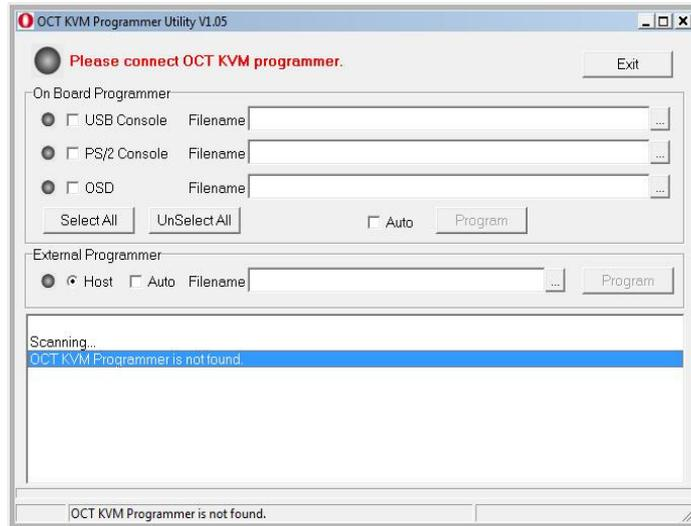 OCT KVM Programmer Utility V1.05
Please connect OCT KVM programmer.
Exit
On Board Programmer
USB Console Filename ...
PS/2 Console Filename ...
OSD Filename ...
Select All UnSelect All Auto Program
External Programmer
Host Auto Filename ... Program
Scanning...
OCT KVM Programmer is not found.
OCT KVM Programmer is not found.